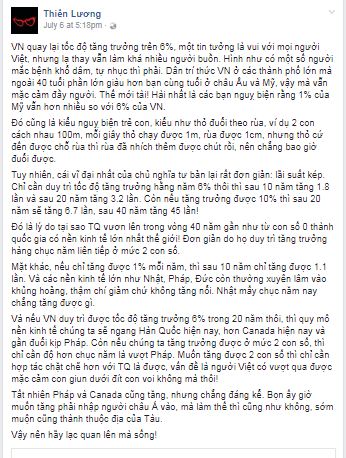 Thiên Lương
July 6 at 5:18pm ·
VN quay lại tốc độ tăng trưởng trên 6%, một tin tưởng là vui với mọi người
Việt, nhưng lạ thay vẫn làm khá nhiều người buồn. Hình như có một số người
mắc bệnh khổ dâm, tự nhục thì phải. Dân trí thức VN ở các thành phố lớn mà
ngoài 40 tuổi phần lớn giàu hơn bạn cùng tuổi ở châu Âu và Mỹ, vậy mà vẫn
mặc cảm đầy người. Thế mới tài! Hài nhất là các bạn nguỵ biện rằng 1% của
Mỹ vẫn hơn nhiều so với 6% của VN.
Đó cũng là kiểu nguỵ biện trẻ con, kiểu như thỏ đuổi theo rùa, ví dụ 2 con
cách nhau 100m, mỗi giây thỏ chạy được 1m, rùa được 1cm, nhưng thỏ cứ
đến được chỗ rùa thì rùa đã nhích thêm được chút rồi, nên chẳng bao giờ
đuổi được.
Tuy nhiên, cái vĩ đại nhất của chủ nghĩa tư bản lại rất đơn giản: lãi suất kép.
Chỉ cần duy trì tốc độ tăng trưởng hằng năm 6% thôi thì sau 10 năm tăng 1.8
lần và sau 20 năm tăng 3.2 lần. Còn nếu tăng trưởng được 10% thì sau 20
năm sẽ tăng 6.7 lần, sau 40 năm tăng 45 lần!
Đó là lý do tại sao TQ vươn lên trong vòng 40 năm gần như từ con số 0 thành
quốc gia có nền kinh tế lớn nhất thế giới! Đơn giản do họ duy trì tăng trưởng
hàng chục năm liên tiếp ở mức 2 con số.
Mặt khác, nếu chỉ tăng được 1% mỗi năm, thì sau 10 năm chỉ tăng được 1.1
lần. Và các nền kinh tế lớn như Nhật, Pháp, Đức còn thường xuyên lâm vào
khủng hoảng, thậm chí giảm chứ không tăng nổi. Nhật mấy chục năm nay
chẳng tăng được gì.
Và nếu VN duy trì được tốc độ tăng trưởng 6% trong 20 năm thôi, thì quy mô
nền kinh tế chúng ta sẽ ngang Hàn Quốc hiện nay, hơn Canada hiện nay và
gần đuổi kịp Pháp. Còn nếu chúng ta tăng trưởng được ở mức 2 con số, thì
chỉ cần độ hơn chục năm là vượt Pháp. Muốn tăng được 2 con số thì chỉ cần
hợp tác chặt chẽ hơn với TQ là được, vấn đề là người Việt có vượt qua được
mặc cảm con giun dưới đít con voi không mà thôi!
Tất nhiên Pháp và Canada cũng tăng, nhưng chẳng đáng kể. Bọn ấy giờ
muốn tăng phải nhập người châu Á vào, mà làm thế thì cũng như không, sớm
muộn cũng thành thuộc địa của Tàu.
Vậy nên hãy lạc quan lên mà sống!